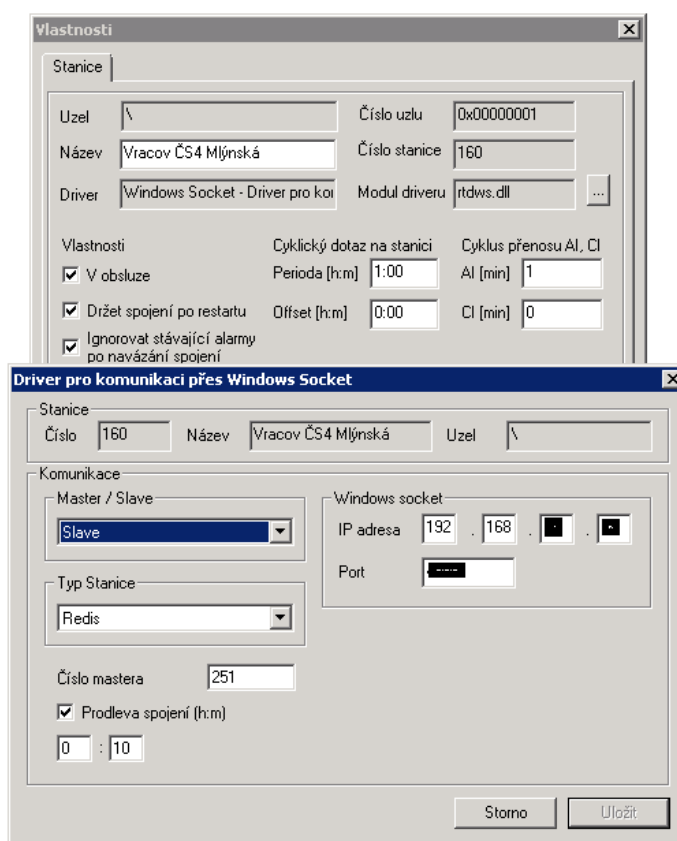 Vlastnosti
Stanice
Uzel \ Číslo uzlu 0x00000001
Název Vracov ČS4 Mlýnská Číslo stanice 160
Driver Windows Socket - Driver pro kor Modul driveru rtdws.dll ...
Vlastnosti Cyklický dotaz na stanici Cyklus přenosu AI, CI
V obsluze Perioda [h:m] 1:00 AI [min] 1
Držet spojení po restartu Offset [h:m] 0:00 CI [min] 0
Ignorovat stávající alarmy
po navázání spojení
Driver pro komunikaci přes Windows Socket
Stanice
Číslo 160 Název Vracov ČS4 Mlýnská Uzel \
Komunikace
Master / Slave Windows socket
Slave IP adresa 192 . 168 . .
Port
Typ Stanice
Redis
Číslo mastera 251
Prodleva spojení (h:m)
0 : 10
Storno Uložit